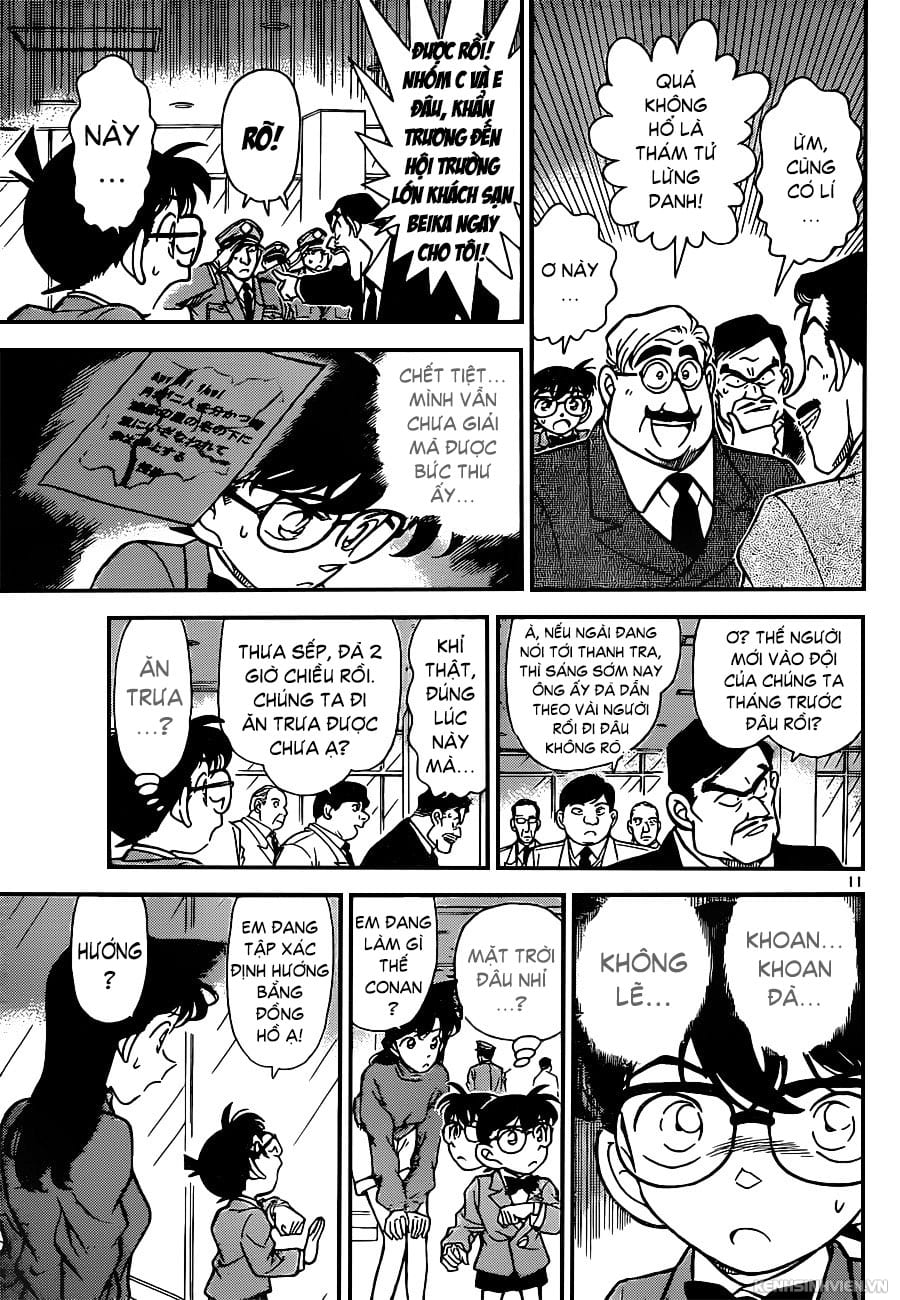 ỪM,
CŨNG
CÓ LÍ
...
QUẢ
KHÔNG
HỔ LÀ
THÁM TỬ
LỪNG
DANH!
Ơ NÀY
...
ĐƯỢC RỒI!
NHÓM C VÀ E
ĐÂU, KHẨN
TRƯƠNG ĐẾN
HỘI TRƯỜNG
LỚN KHÁCH SẠN
BEIKA NGAY
CHO TÔI!
RÕ!
NÀY
...
CHẾT TIỆT...
MÌNH VẪN
CHƯA GIẢI
MÃ ĐƯỢC
BỨC THƯ
ẤY...
Ơ? THẾ NGƯỜI
MỚI VÀO ĐỘI
CỦA CHÚNG TA
THÁNG TRƯỚC
ĐÂU RỒI?
À, NẾU NGÀI ĐANG
NÓI TỚI THANH TRA,
THÌ SÁNG SỚM NAY
ÔNG ẤY ĐÃ DẪN
THEO VÀI NGƯỜI
RỒI ĐI ĐÂU
KHÔNG RÕ...
KHỈ
THẬT,
ĐÚNG
LÚC
NÀY
MÀ...
THƯA SẾP, ĐÃ 2
GIỜ CHIỀU RỒI.
CHÚNG TA ĐI
ĂN TRƯA ĐƯỢC
CHƯA Ạ?
ĂN
TRƯA
...?
11
KHOAN...
KHOAN
ĐÃ...
KHÔNG
LẼ...
MẶT TRỜI
ĐÂU NHỈ
...?
EM ĐANG
LÀM GÌ
THẾ
CONAN
?
EM ĐANG
TẬP XÁC
ĐỊNH HƯỚNG
BẰNG
ĐỒNG
HỒ Ạ!
HƯỚNG
?
KENHSINHVIEN.VN